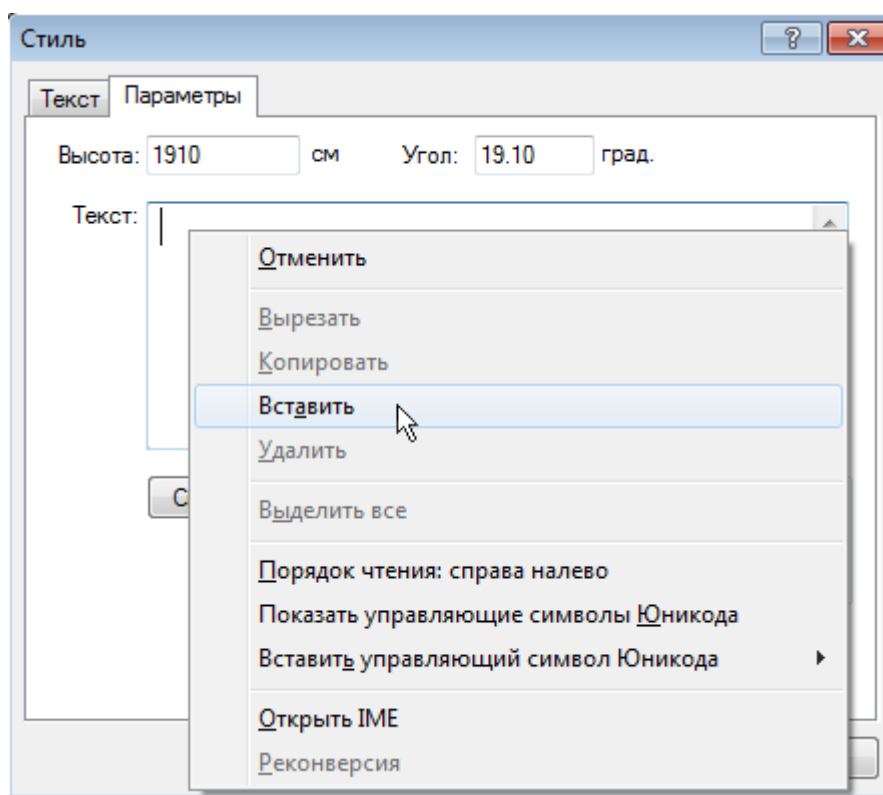 Стиль
Текст Параметры
Высота: 1910 см Угол: 19.10 град.
Текст:
Отменить
Вырезать
Копировать
Вставить
Удалить
Выделить все
Порядок чтения: справа налево
Показать управляющие символы Юникода
Вставить управляющий символ Юникода
Открыть IME
Реконверсия